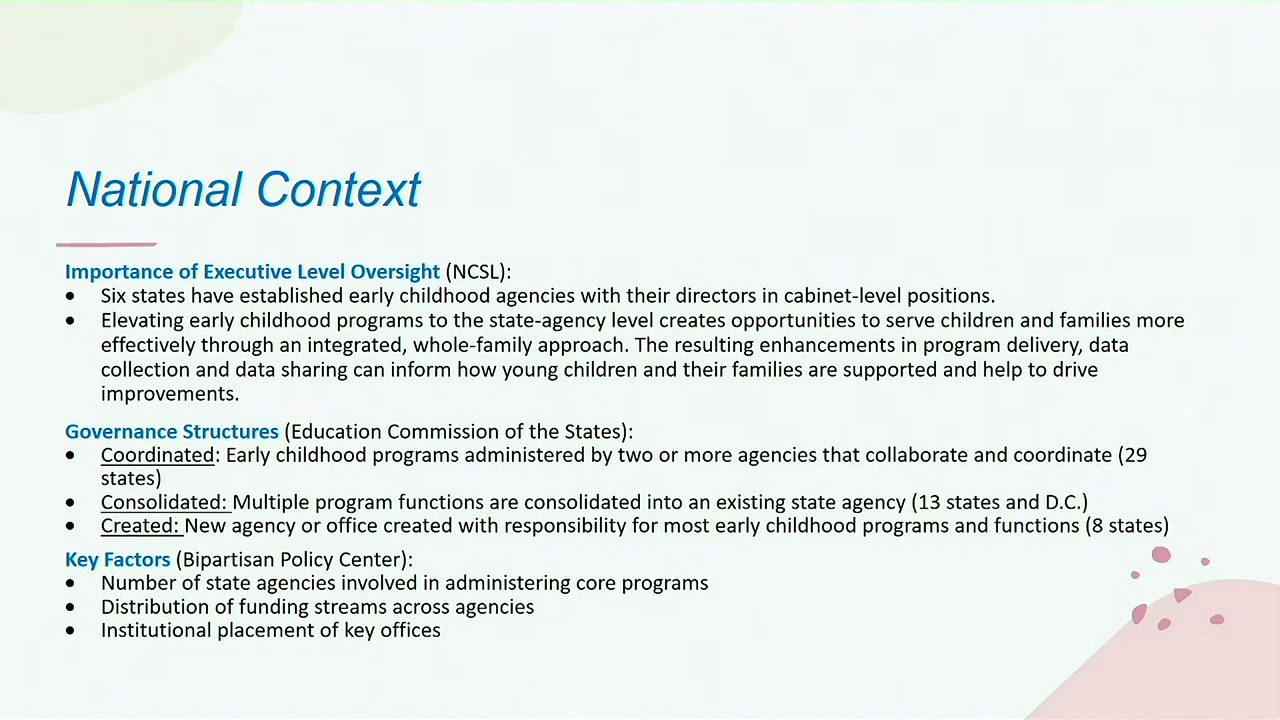 National Context
Importance of Executive Level Oversight (NCSL):
• Six states have established early childhood agencies with their directors in cabinet-level positions.
• Elevating early childhood programs to the state-agency level creates opportunities to serve children and families more
effectively through an integrated, whole-family approach. The resulting enhancements in program delivery, data
collection and data sharing can inform how young children and their families are supported and help to drive
improvements.
Governance Structures (Education Commission of the States):
• Coordinated: Early childhood programs administered by two or more agencies that collaborate and coordinate (29
states)
• Consolidated: Multiple program functions are consolidated into an existing state agency (13 states and D.C.)
• Created: New agency or office created with responsibility for most early childhood programs and functions (8 states)
Key Factors (Bipartisan Policy Center):
• Number of state agencies involved in administering core programs
• Distribution of funding streams across agencies
• Institutional placement of key offices